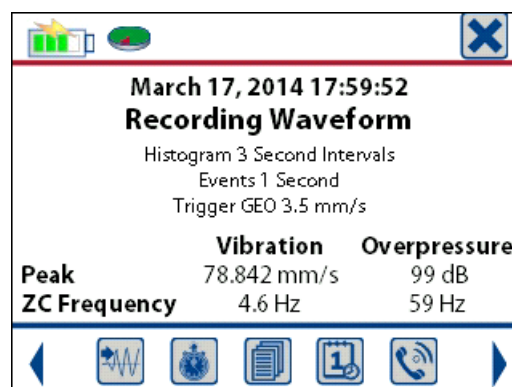 March 17, 2014 17:59:52
Recording Waveform
Histogram 3 Second Intervals
Events 1 Second
Trigger GEO 3.5 mm/s
Vibration Overpressure
Peak 78.842 mm/s 99 dB
ZC Frequency 4.6 Hz 59 Hz
1